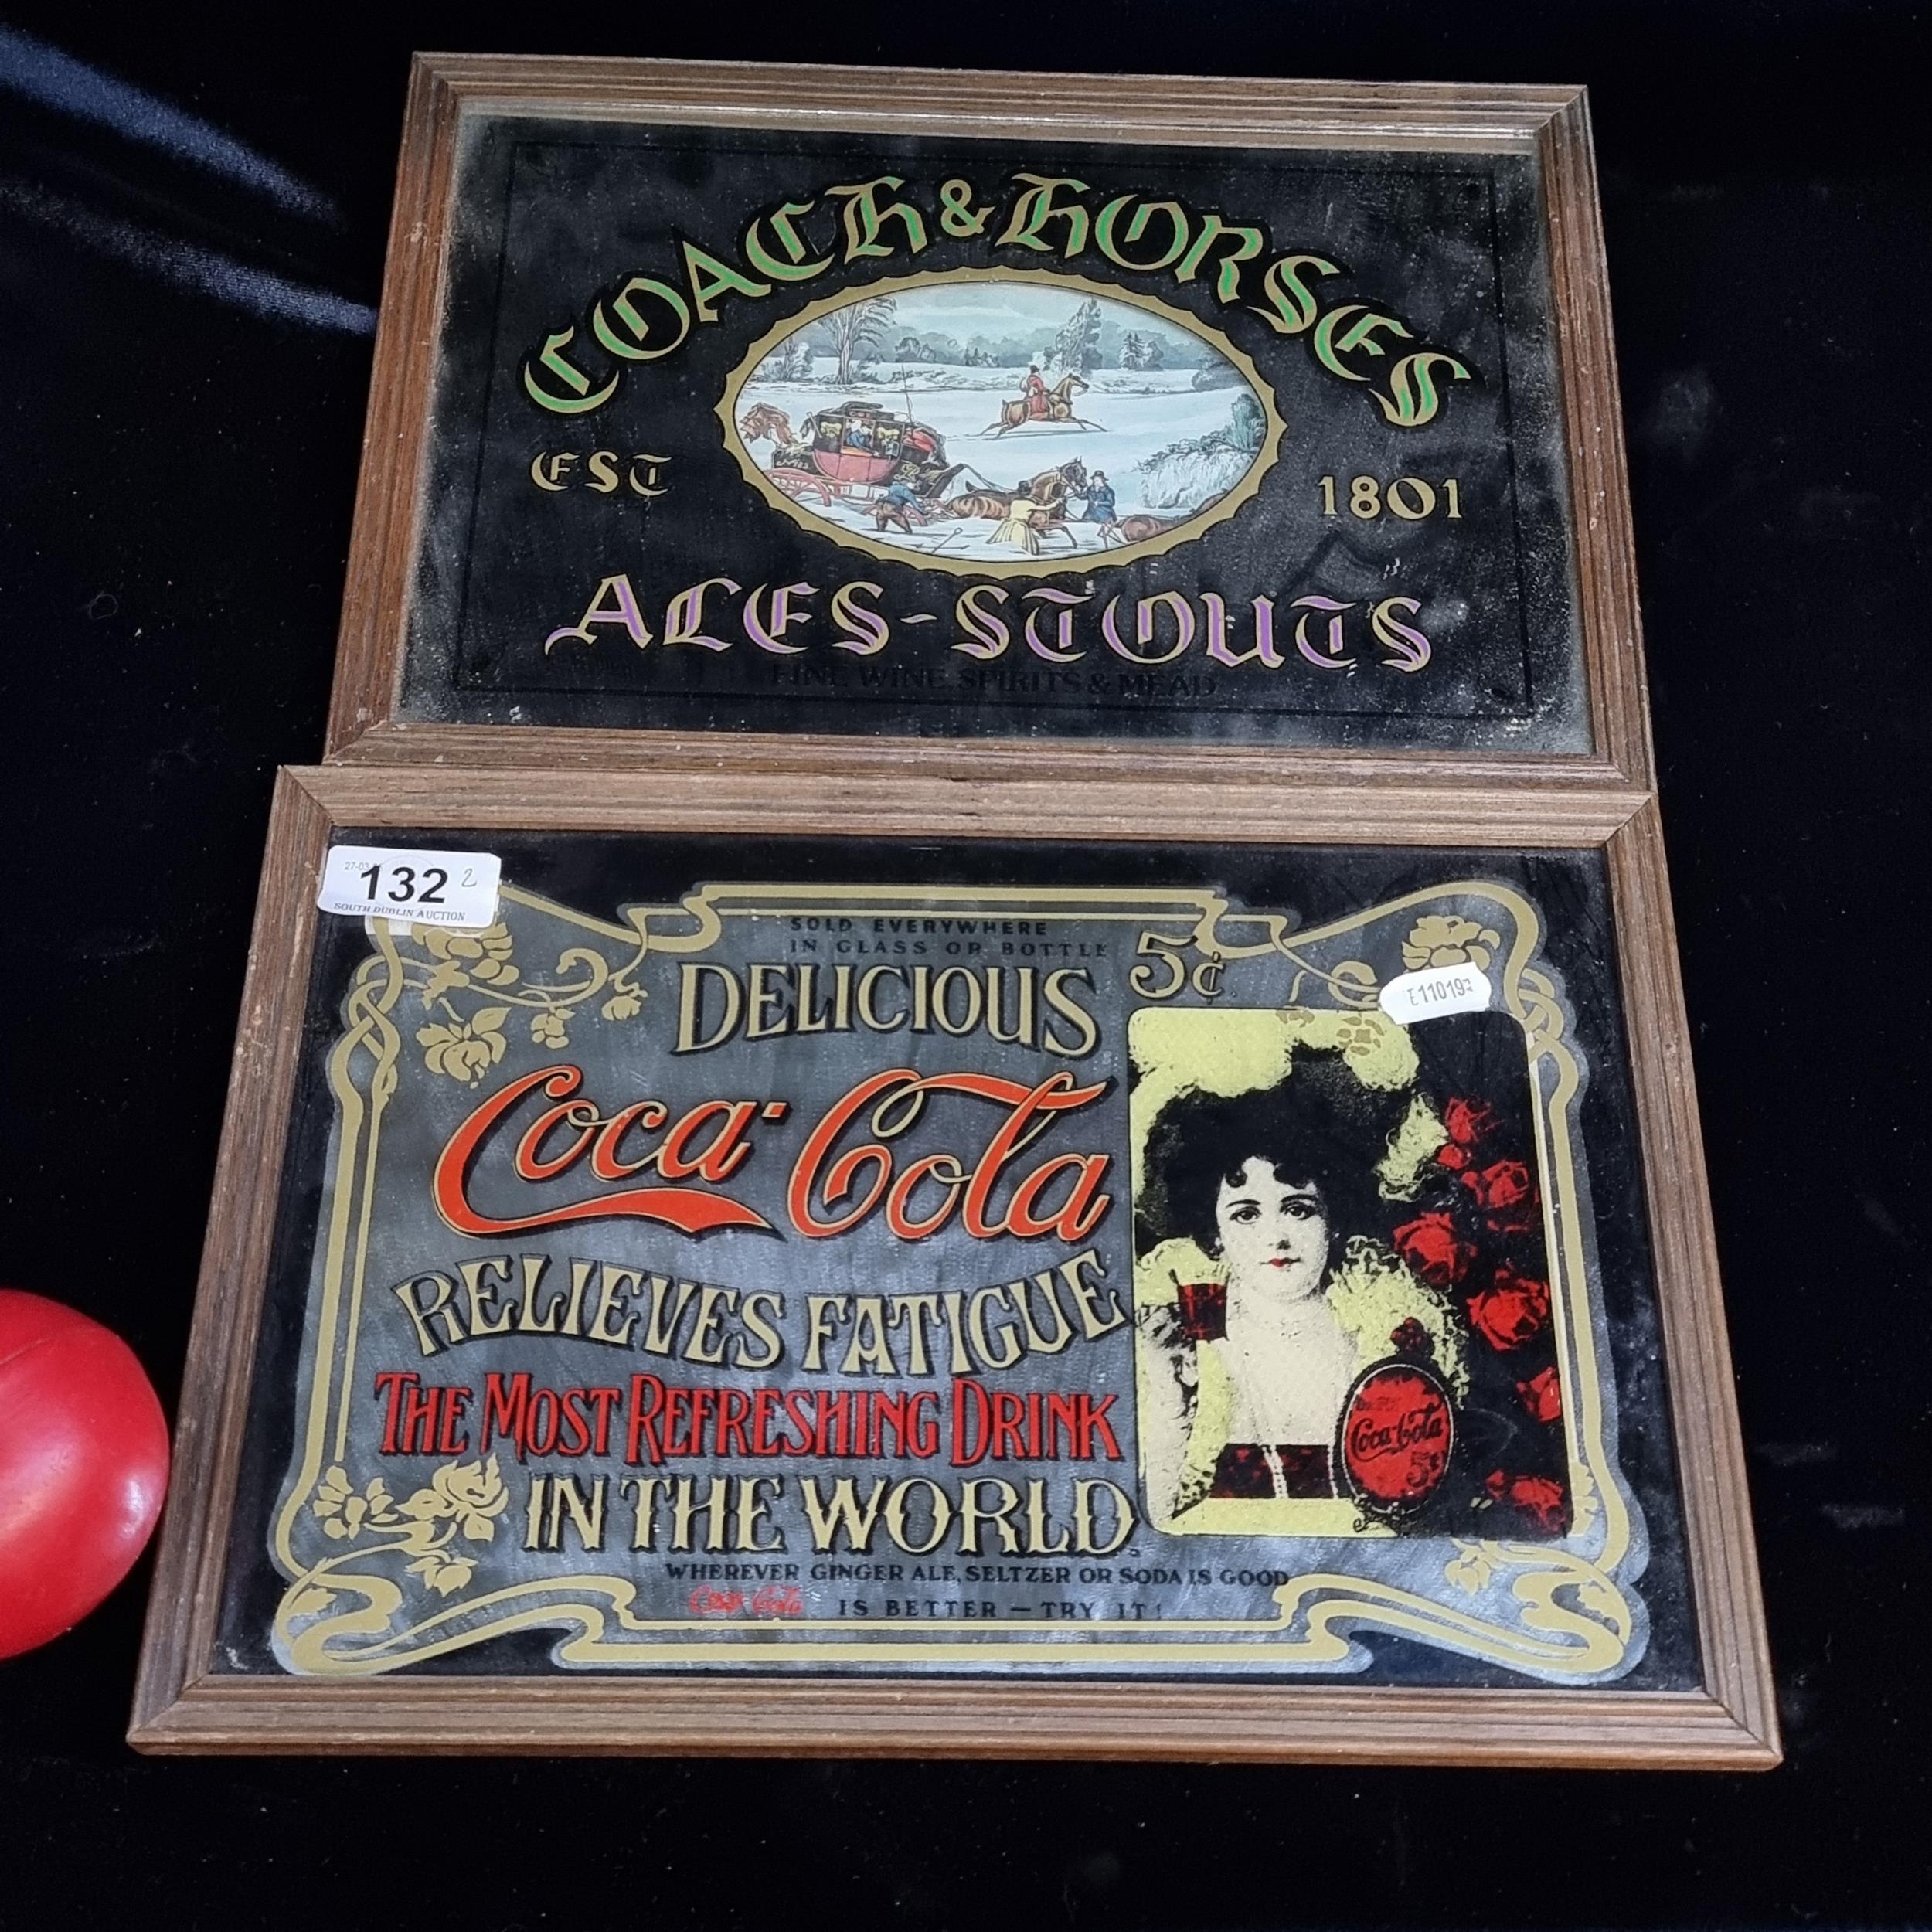 COACH & HORSES
EST 1801
ALES-STOUTS
FINE WINE, SPIRITS & MEAD
132 2
SOUTH DUBLIN AUCTION
SOLD EVERYWHERE
IN GLASS OR BOTTLE
5¢
DELICIOUS
Coca-Cola
RELIEVES FATIGUE
THE MOST REFRESHING DRINK
IN THE WORLD.
WHEREVER GINGER ALE, SELTZER OR SODA IS GOOD
Coca-Cola IS BETTER — TRY IT!
Coca-Cola
5¢